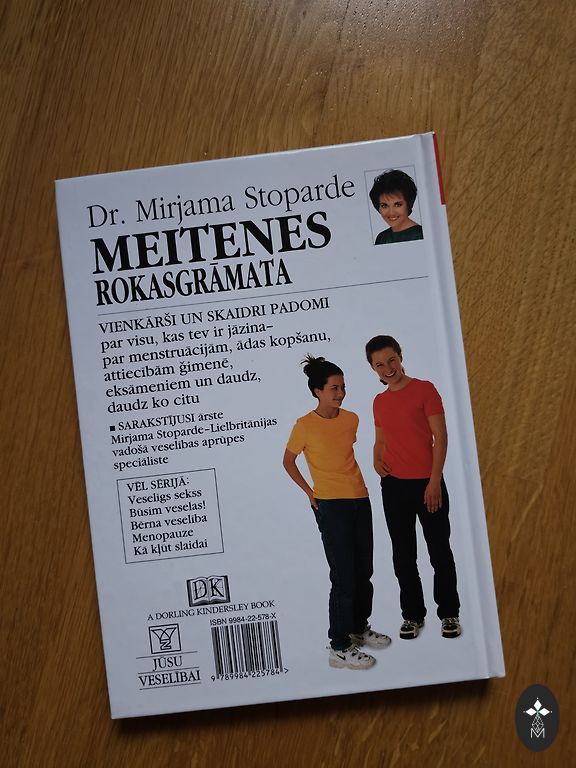 Dr. Mirjama Stoparde
MEITENES
ROKASGRĀMATA
VIENKĀRŠI UN SKAIDRI PADOMI
par visu, kas tev ir jāzina–
par menstruācijām, ādas kopšanu,
attiecībām ģimenē,
eksāmeniem un daudz,
daudz ko citu
▪ SARAKSTĪJUSI ārste
Mirjama Stoparde–Lielbritānijas
vadošā veselības aprūpes
speciāliste
VĒL SĒRIJĀ:
Veselīgs sekss
Būsim veselas!
Bērna veselība
Menopauze
Kā kļūt slaidai
DK
A DORLING KINDERSLEY BOOK
ISBN 9984-22-578-X
JŪSU
VESELĪBAI
9 789984 225784 >
M